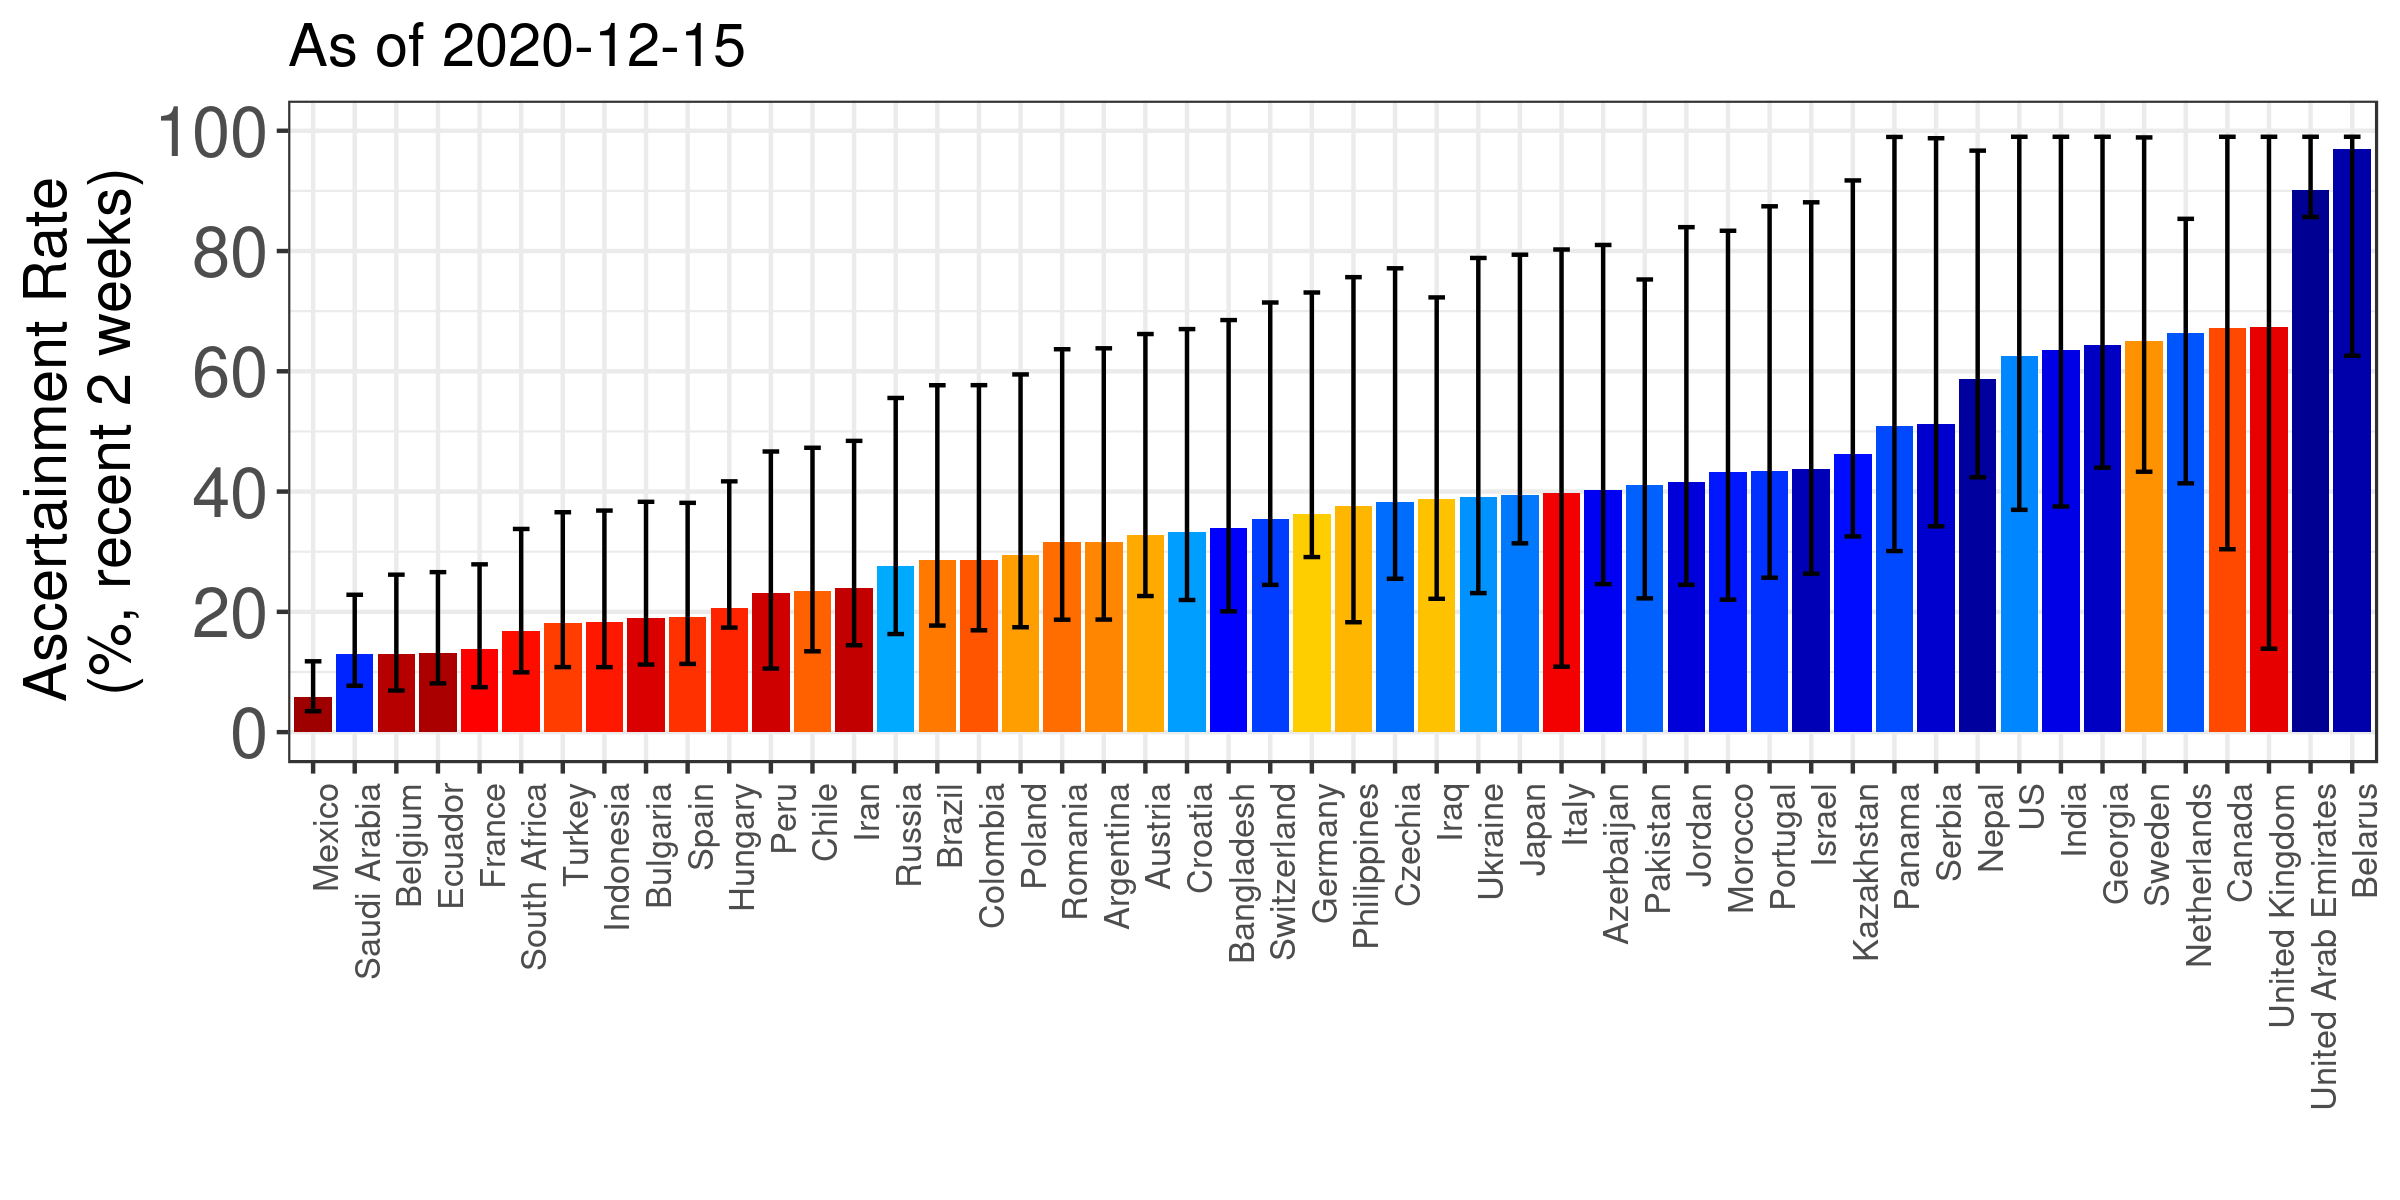 As of 2020-12-15
Ascertainment Rate
(%, recent 2 weeks)
100
80
60
40
20
0
Mexico
Saudi Arabia
Belgium
Ecuador
France
South Africa
Turkey
Indonesia
Bulgaria
Spain
Hungary
Peru
Chile
Iran
Russia
Brazil
Colombia
Poland
Romania
Argentina
Austria
Croatia
Bangladesh
Switzerland
Germany
Philippines
Czechia
Iraq
Ukraine
Japan
Italy
Azerbaijan
Pakistan
Jordan
Morocco
Portugal
Israel
Kazakhstan
Panama
Serbia
Nepal
US
India
Georgia
Sweden
Netherlands
Canada
United Kingdom
United Arab Emirates
Belarus